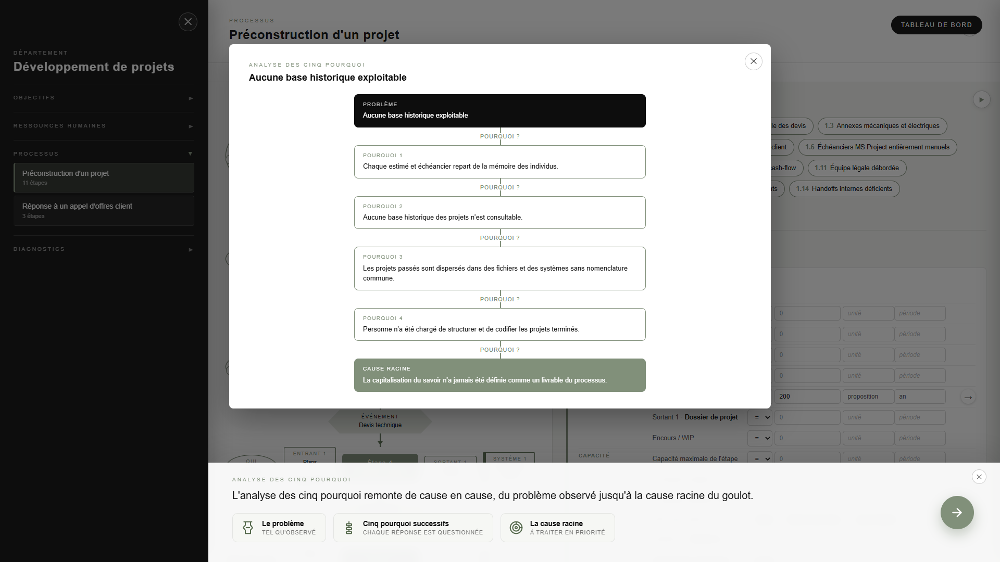 DÉPARTEMENT
Développement de projets
OBJECTIFS
RESSOURCES HUMAINES
PROCESSUS
Préconstruction d'un projet
11 étapes
Réponse à un appel d'offres client
3 étapes
DIAGNOSTICS
PROCESSUS
Préconstruction d'un projet
TABLEAU DE BORD
ANALYSE DES CINQ POURQUOI
Aucune base historique exploitable
PROBLÈME
Aucune base historique exploitable
POURQUOI ?
POURQUOI 1
Chaque estimé et échéancier repart de la mémoire des individus.
POURQUOI ?
POURQUOI 2
Aucune base historique des projets n'est consultable.
POURQUOI ?
POURQUOI 3
Les projets passés sont dispersés dans des fichiers et des systèmes sans nomenclature
commune.
POURQUOI ?
POURQUOI 4
Personne n'a été chargé de structurer et de codifier les projets terminés.
POURQUOI ?
CAUSE RACINE
La capitalisation du savoir n'a jamais été définie comme un livrable du processus.
le des devis
1.3 Annexes mécaniques et électriques
client
1.6 Échéanciers MS Project entièrement manuels
cash-flow
1.11 Équipe légale débordée
nts
1.14 Handoffs internes déficients
0 unité période
0 unité période
0 unité période
0 unité période
200 proposition an →
Sortant 1 · Dossier de projet = 0 unité période
Encours / WIP = 0 unité période
CAPACITÉ
Capacité maximale de l'étape = 0 unité période
ÉVÉNEMENT
Devis technique
QUI
ENTRANT 1
Plans
Étape 4
SORTANT 1
SYSTÈME 1
ANALYSE DES CINQ POURQUOI
L'analyse des cinq pourquoi remonte de cause en cause, du problème observé jusqu'à la cause racine du goulot.
Le problème
TEL QU'OBSERVÉ
Cinq pourquoi successifs
CHAQUE RÉPONSE EST QUESTIONNÉE
La cause racine
À TRAITER EN PRIORITÉ